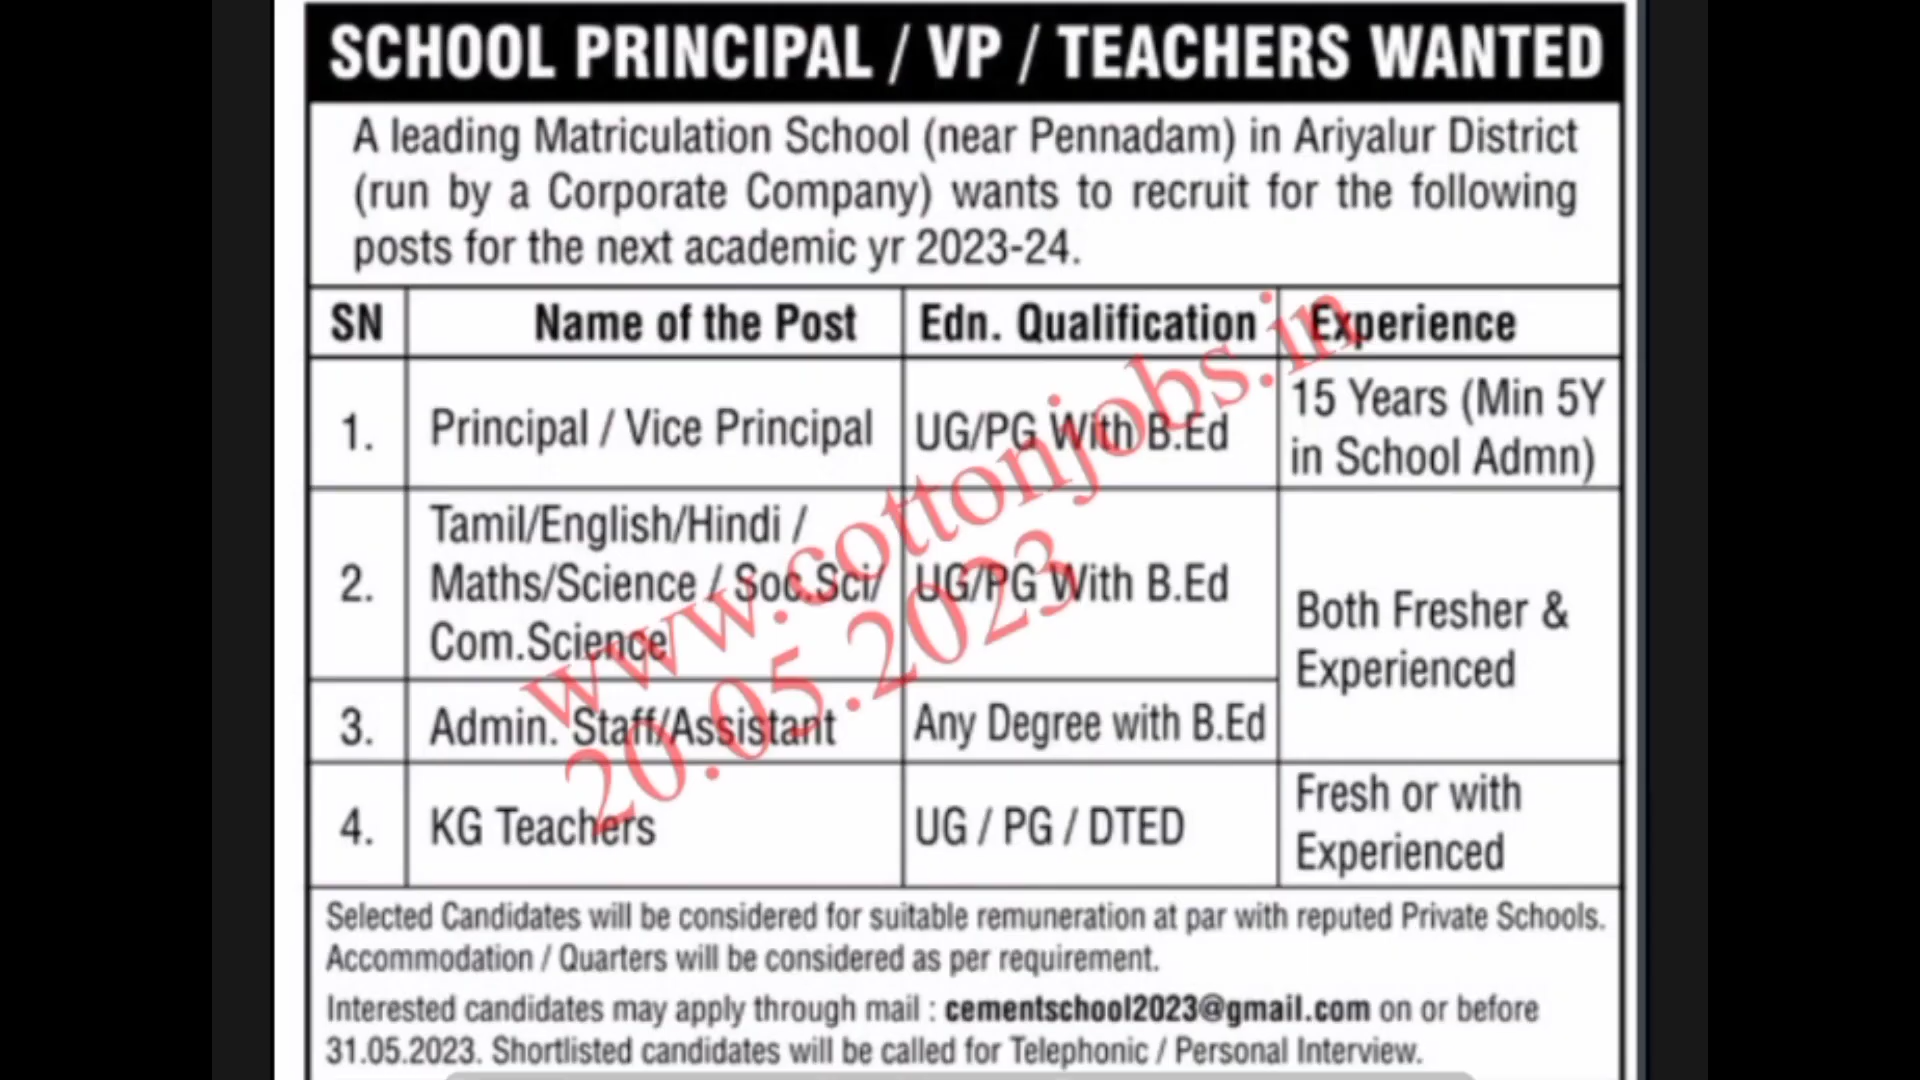 SCHOOL PRINCIPAL / VP / TEACHERS WANTED
A leading Matriculation School (near Pennadam) in Ariyalur District
(run by a Corporate Company) wants to recruit for the following
posts for the next academic yr 2023-24.
SN Name of the Post Edn. Qualification Experience
1. Principal / Vice Principal UG/PG With B.Ed 15 Years (Min 5Y
in School Admn)
2. Tamil/English/Hindi /
Maths/Science / Soc.Sci/
Com.Science
UG/PG With B.Ed
Both Fresher &
Experienced
3. Admin. Staff/Assistant Any Degree with B.Ed
4. KG Teachers UG / PG / DTED Fresh or with
Experienced
Selected Candidates will be considered for suitable remuneration at par with reputed Private Schools.
Accommodation / Quarters will be considered as per requirement.
Interested candidates may apply through mail : cementschool2023@gmail.com on or before
31.05.2023. Shortlisted candidates will be called for Telephonic / Personal Interview.
www.cottonjobs.in
20.05.2023